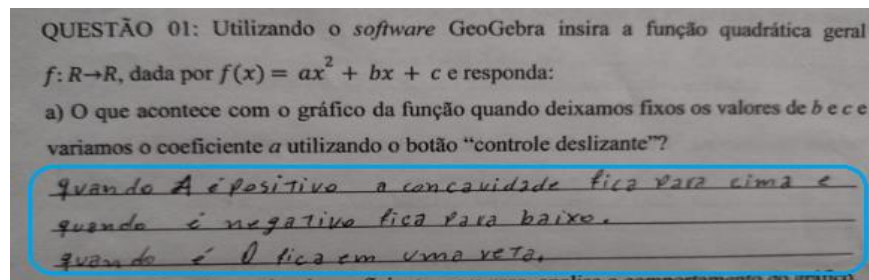 QUESTÃO 01: Utilizando o software GeoGebra insira a função quadrática geral
f: R→R, dada por f(x) = ax² + bx + c e responda:
a) O que acontece com o gráfico da função quando deixamos fixos os valores de b e c e
variamos o coeficiente a utilizando o botão “controle deslizante”?
quando A é positivo a concavidade fica para cima e
quando é negativo fica para baixo.
quando é 0 fica em uma reta.